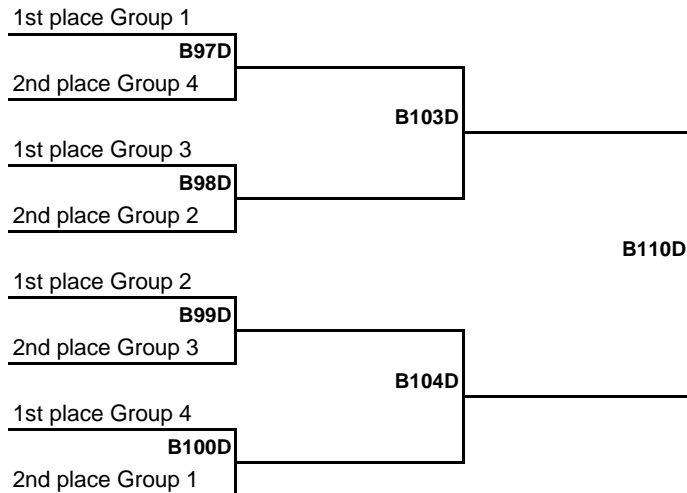 1st place Group 1
B97D
2nd place Group 4
B103D
1st place Group 3
B98D
2nd place Group 2
B110D
1st place Group 2
B99D
2nd place Group 3
B104D
1st place Group 4
B100D
2nd place Group 1